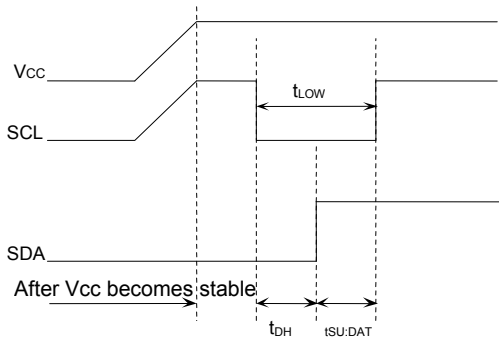 VCC
tLOW
SCL
SDA
After Vcc becomes stable
tDH
tSU:DAT